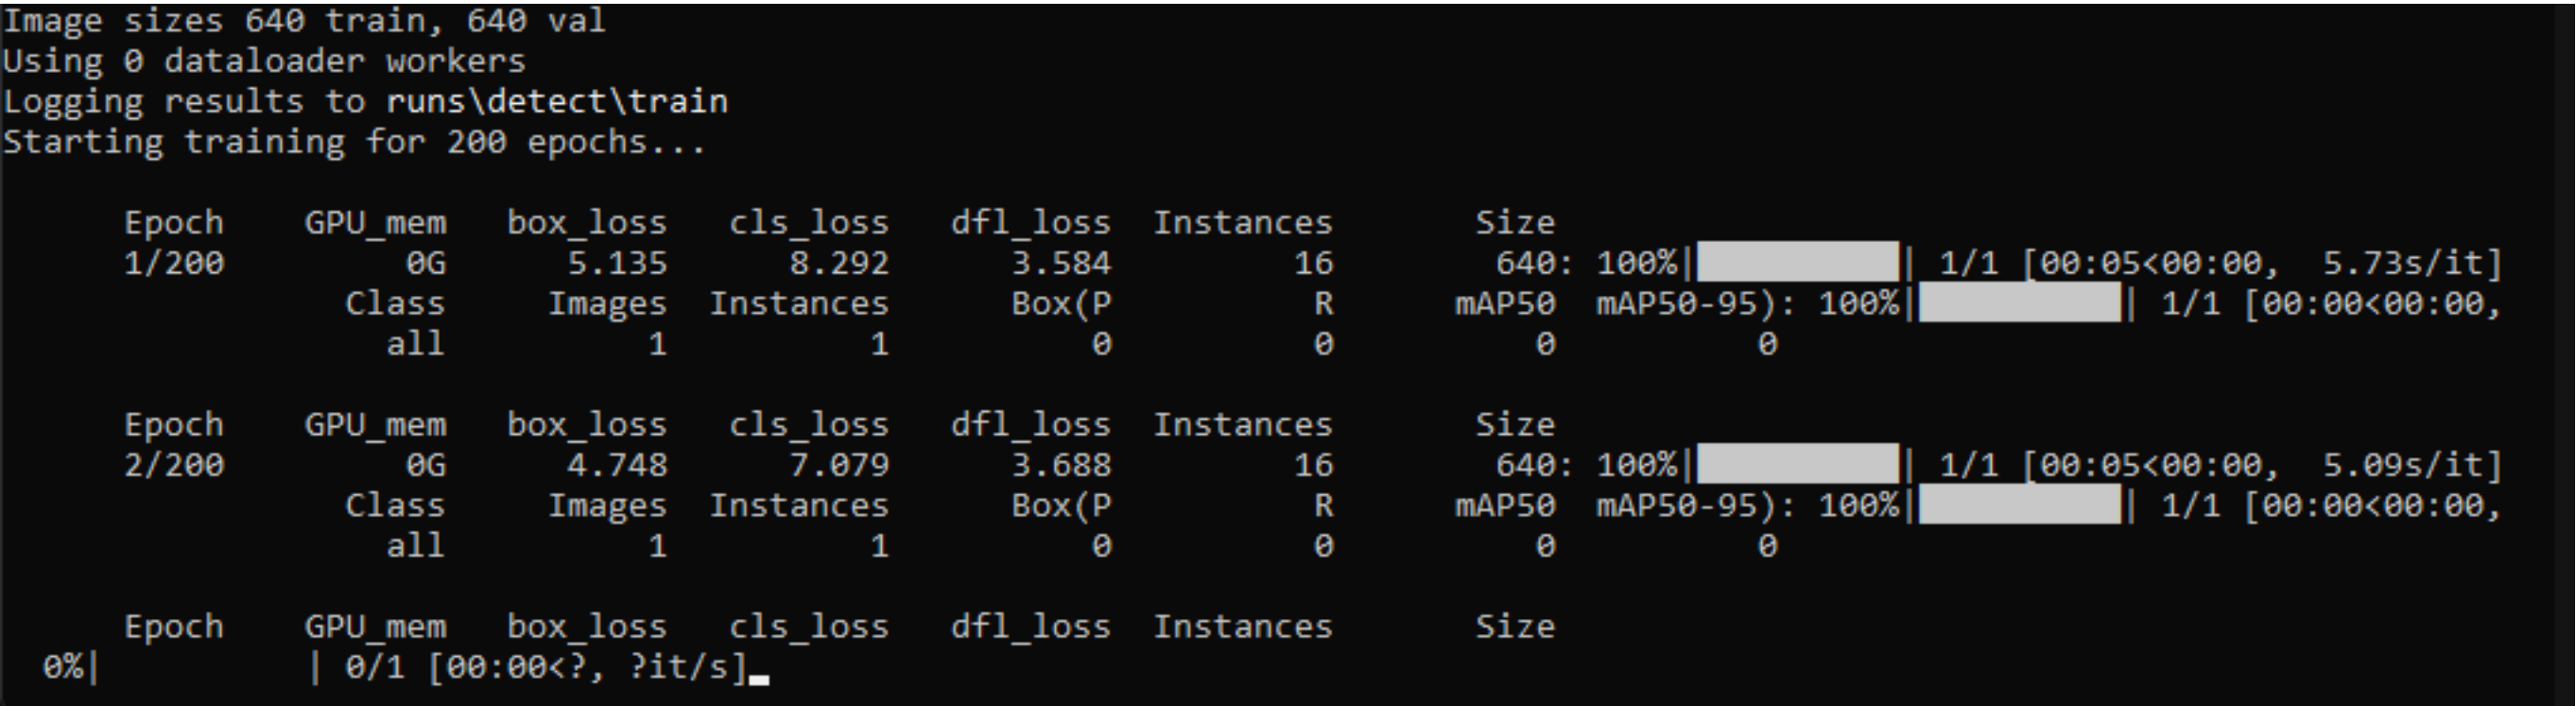 Image sizes 640 train, 640 val
Using 0 dataloader workers
Logging results to runs\detect\train
Starting training for 200 epochs...
Epoch GPU_mem box_loss cls_loss dfl_loss Instances Size
1/200 0G 5.135 8.292 3.584 16 640: 100%|██████████| 1/1 [00:05<00:00, 5.73s/it]
Class Images Instances Box(P R mAP50 mAP50-95): 100%|██████████| 1/1 [00:00<00:00,
all 1 1 0 0 0 0
Epoch GPU_mem box_loss cls_loss dfl_loss Instances Size
2/200 0G 4.748 7.079 3.688 16 640: 100%|██████████| 1/1 [00:05<00:00, 5.09s/it]
Class Images Instances Box(P R mAP50 mAP50-95): 100%|██████████| 1/1 [00:00<00:00,
all 1 1 0 0 0 0
Epoch GPU_mem box_loss cls_loss dfl_loss Instances Size
0%| | 0/1 [00:00<?, ?it/s]